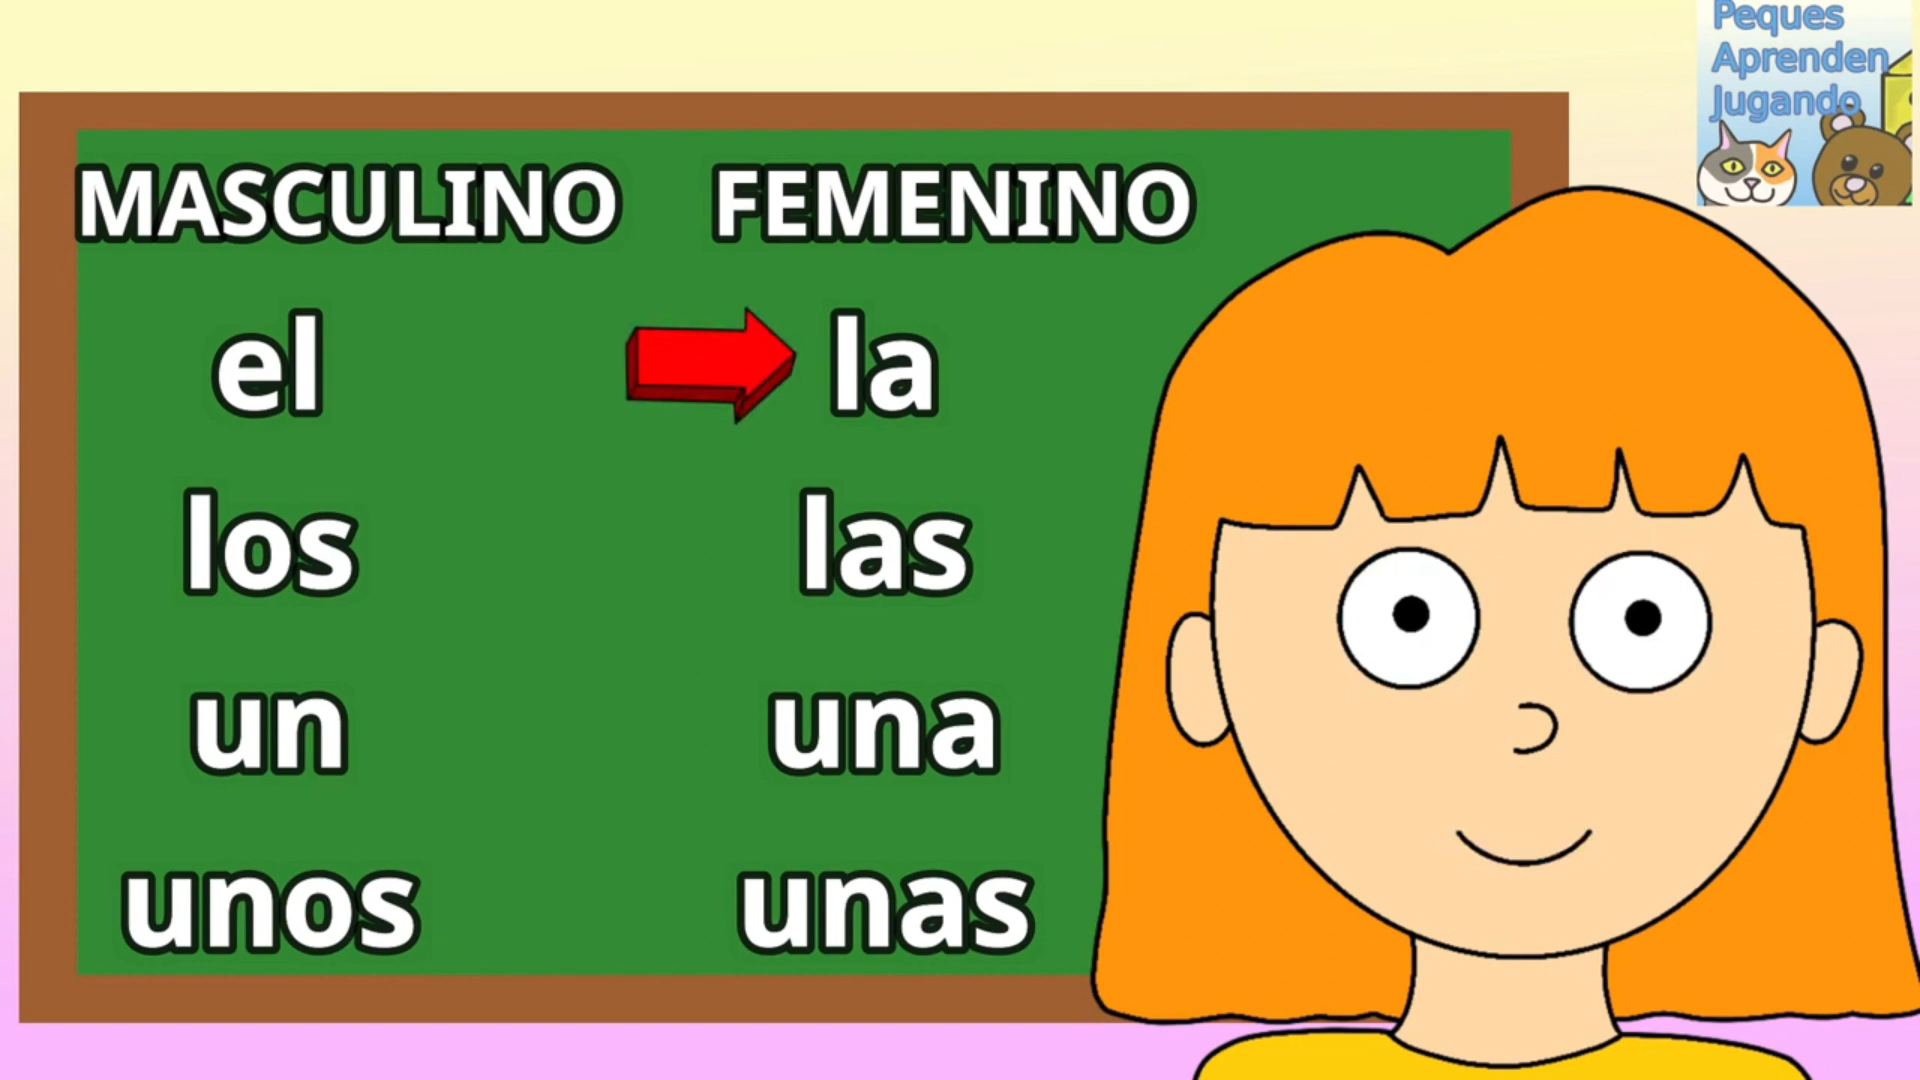 Peques
Aprenden
Jugando
MASCULINO FEMENINO
el la
los las
un una
unos unas